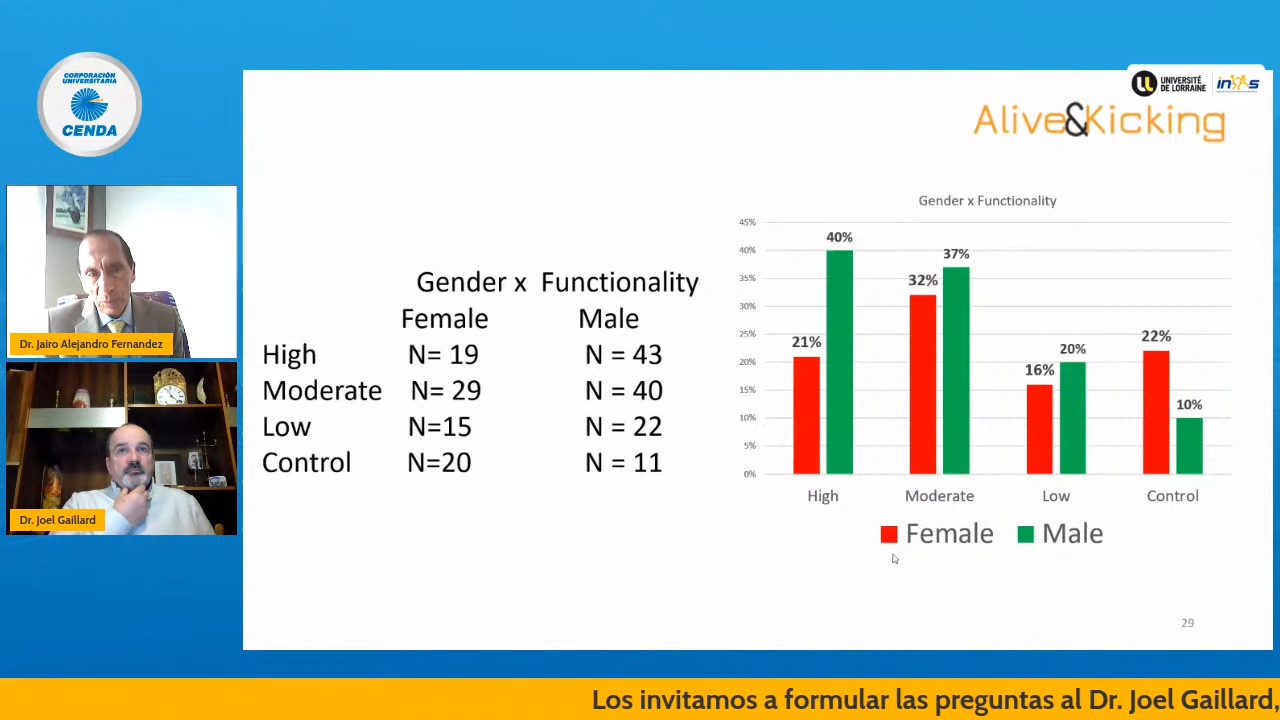 CORPORACIÓN
UNIVERSITARIA
CENDA
Dr. Jairo Alejandro Fernandez
Dr. Joel Gaillard
UNIVERSITÉ
DE LORRAINE
Alive&Kicking
Gender x Functionality
Female Male
High N= 19 N = 43
Moderate N= 29 N = 40
Low N=15 N = 22
Control N=20 N = 11
Gender x Functionality
45%
40%
35%
30%
25%
20%
15%
10%
5%
0%
21% 40% 32% 37% 16% 20% 22% 10%
High Moderate Low Control
Female Male
29
Los invitamos a formular las preguntas al Dr. Joel Gaillard,